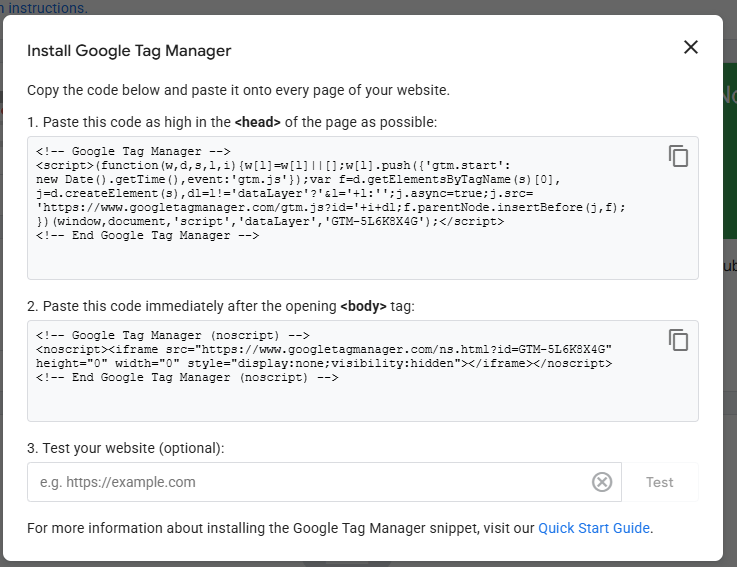 instructions.
Install Google Tag Manager
Copy the code below and paste it onto every page of your website.
1. Paste this code as high in the <head> of the page as possible:
<!-- Google Tag Manager -->
<script>(function(w,d,s,l,i){w[l]=w[l]||[];w[l].push({'gtm.start':
new Date().getTime(),event:'gtm.js'});var f=d.getElementsByTagName(s)[0],
j=d.createElement(s),dl=l!='dataLayer'?'&l='+l:'';j.async=true;j.src=
'https://www.googletagmanager.com/gtm.js?id='+i+dl;f.parentNode.insertBefore(j,f);
})(window,document,'script','dataLayer','GTM-5L6K8X4G');</script>
<!-- End Google Tag Manager -->
2. Paste this code immediately after the opening <body> tag:
<!-- Google Tag Manager (noscript) -->
<noscript><iframe src="https://www.googletagmanager.com/ns.html?id=GTM-5L6K8X4G"
height="0" width="0" style="display:none;visibility:hidden"></iframe></noscript>
<!-- End Google Tag Manager (noscript) -->
3. Test your website (optional):
e.g. https://example.com
Test
For more information about installing the Google Tag Manager snippet, visit our Quick Start Guide.